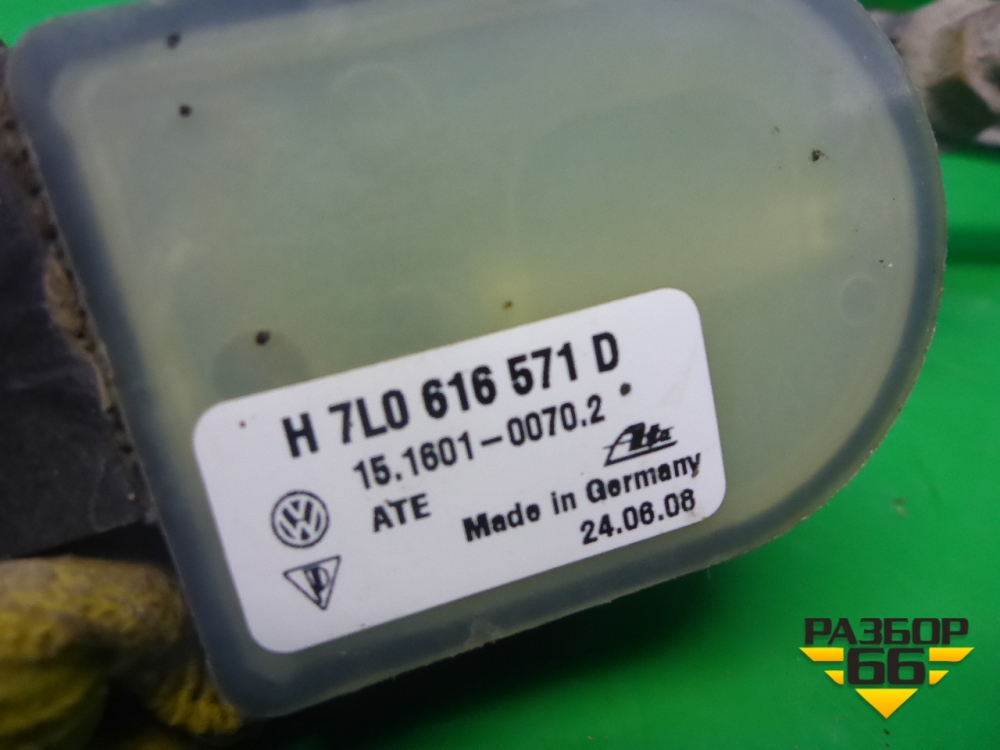 H 7L0 616 571 D
15.1601-0070.2
Ate
ATE
Made in Germany
24.06.08
РАЗБОР
66